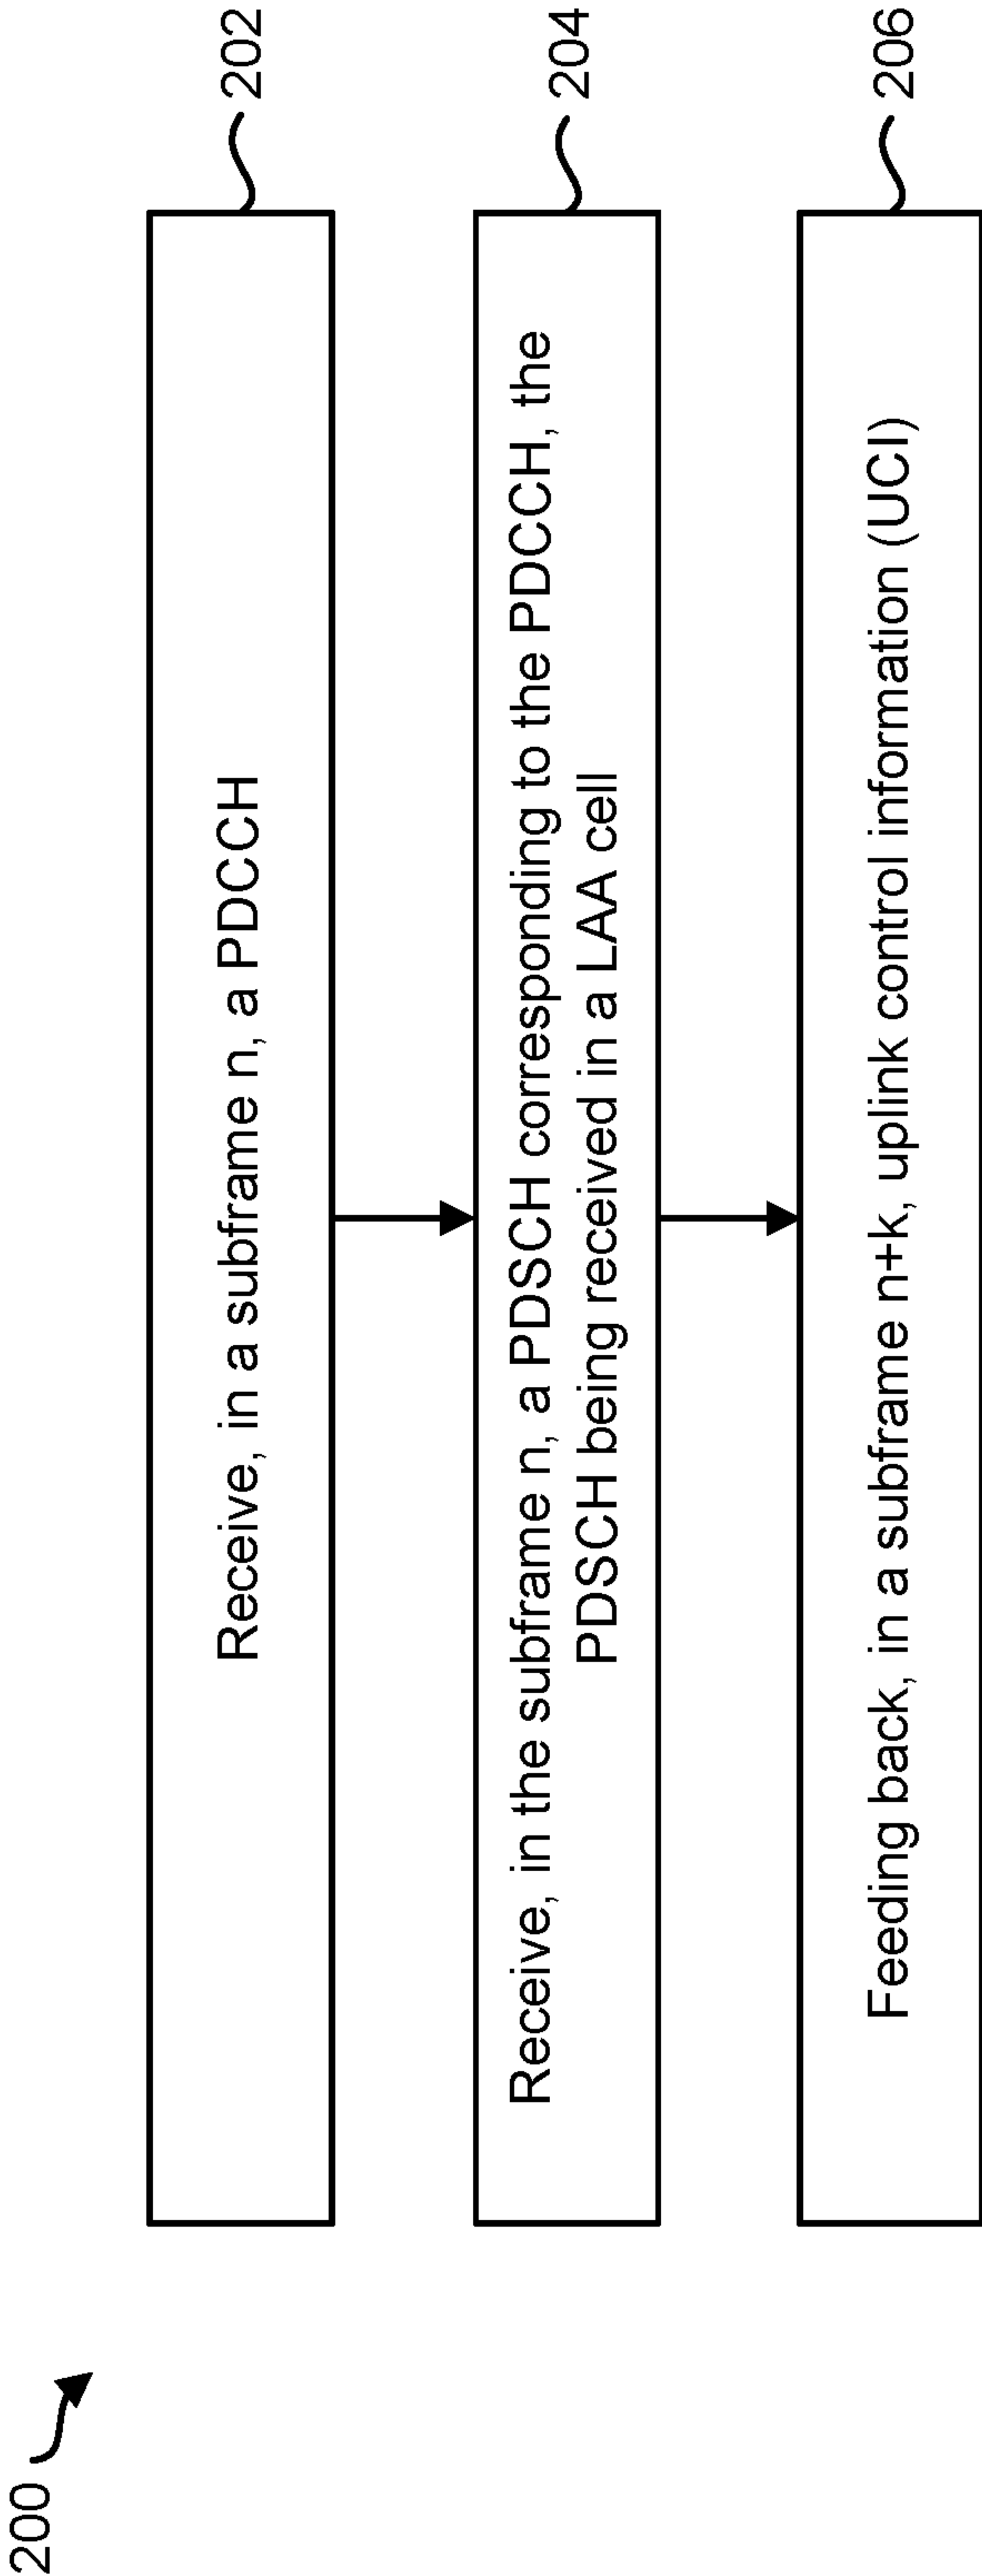 200
Receive, in a subframe n, a PDCCH
202
Receive, in the subframe n, a PDSCH corresponding to the PDCCH, the
PDSCH being received in a LAA cell
204
Feeding back, in a subframe n+k, uplink control information (UCI)
206